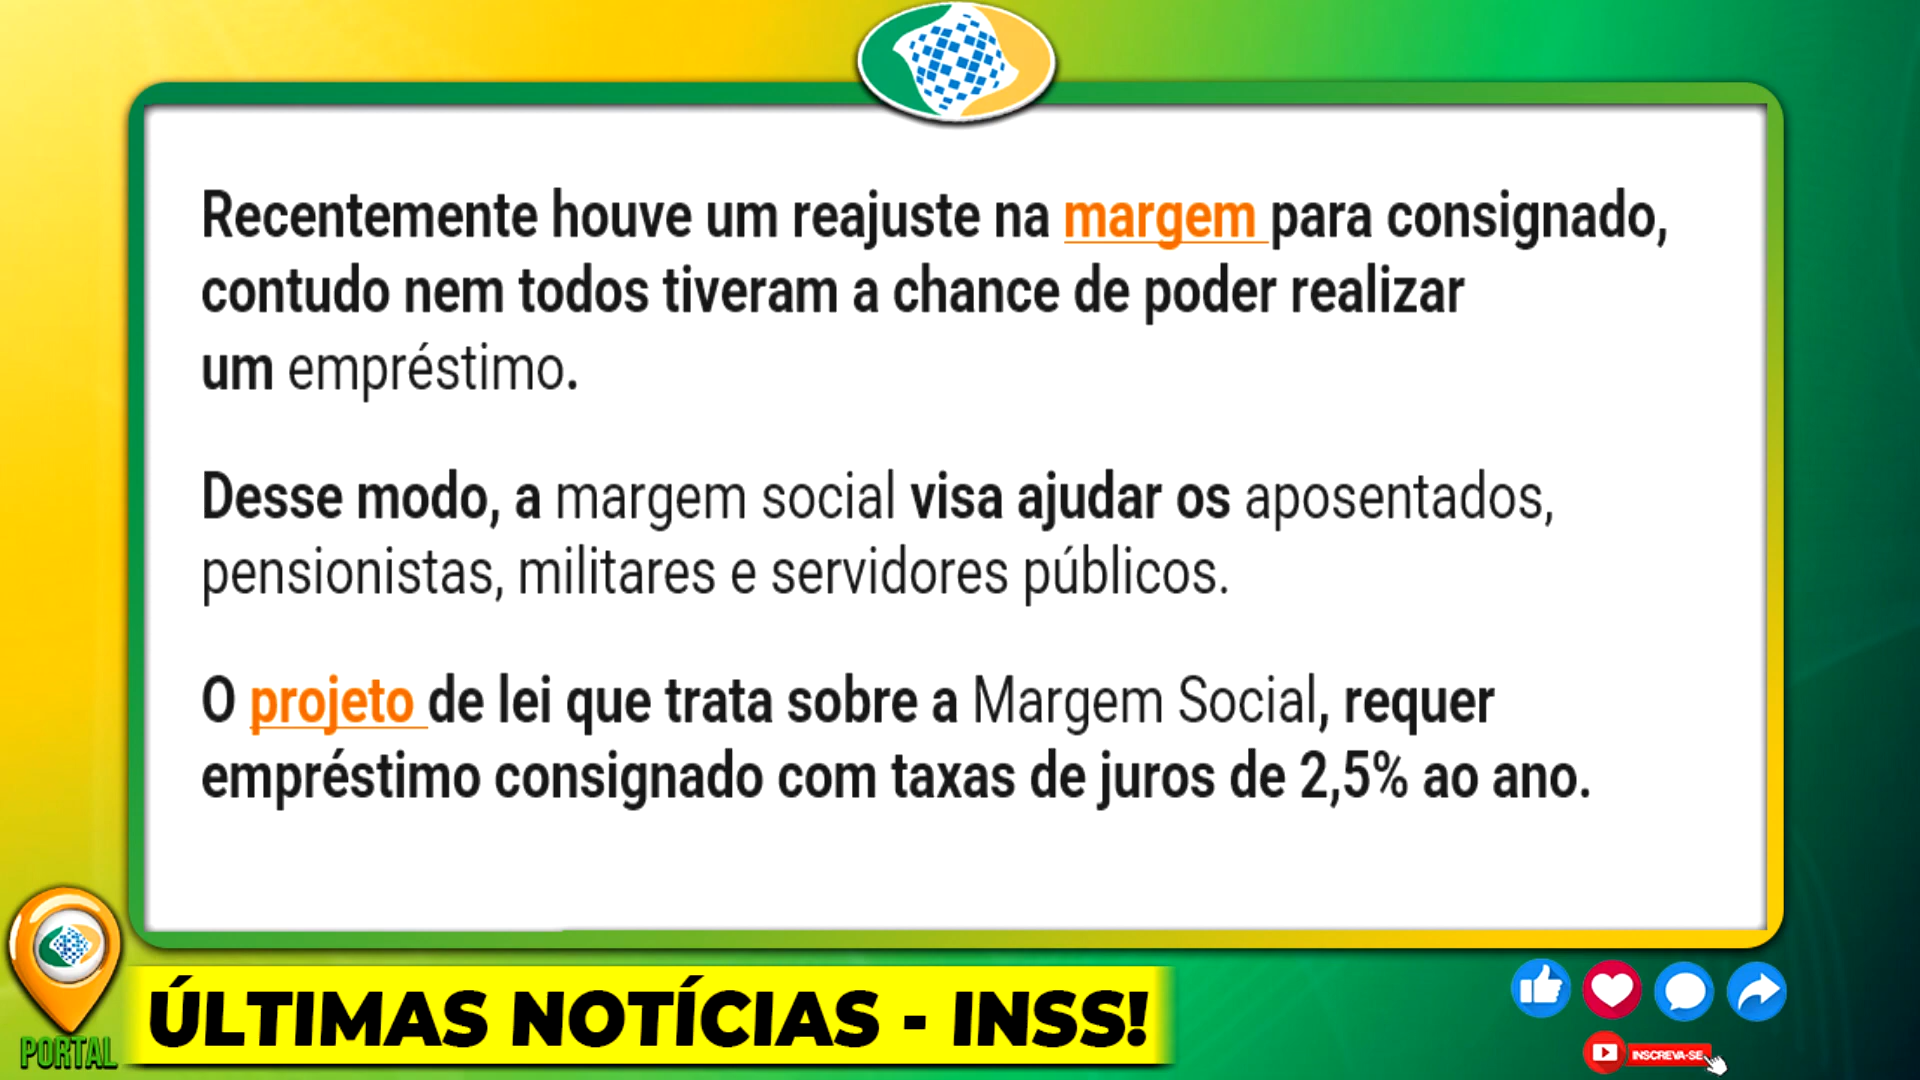 Recentemente houve um reajuste na margem para consignado,
contudo nem todos tiveram a chance de poder realizar
um empréstimo.
Desse modo, a margem social visa ajudar os aposentados,
pensionistas, militares e servidores públicos.
O projeto de lei que trata sobre a Margem Social, requer
empréstimo consignado com taxas de juros de 2,5% ao ano.
PORTAL
ÚLTIMAS NOTÍCIAS - INSS!
INSCREVA-SE